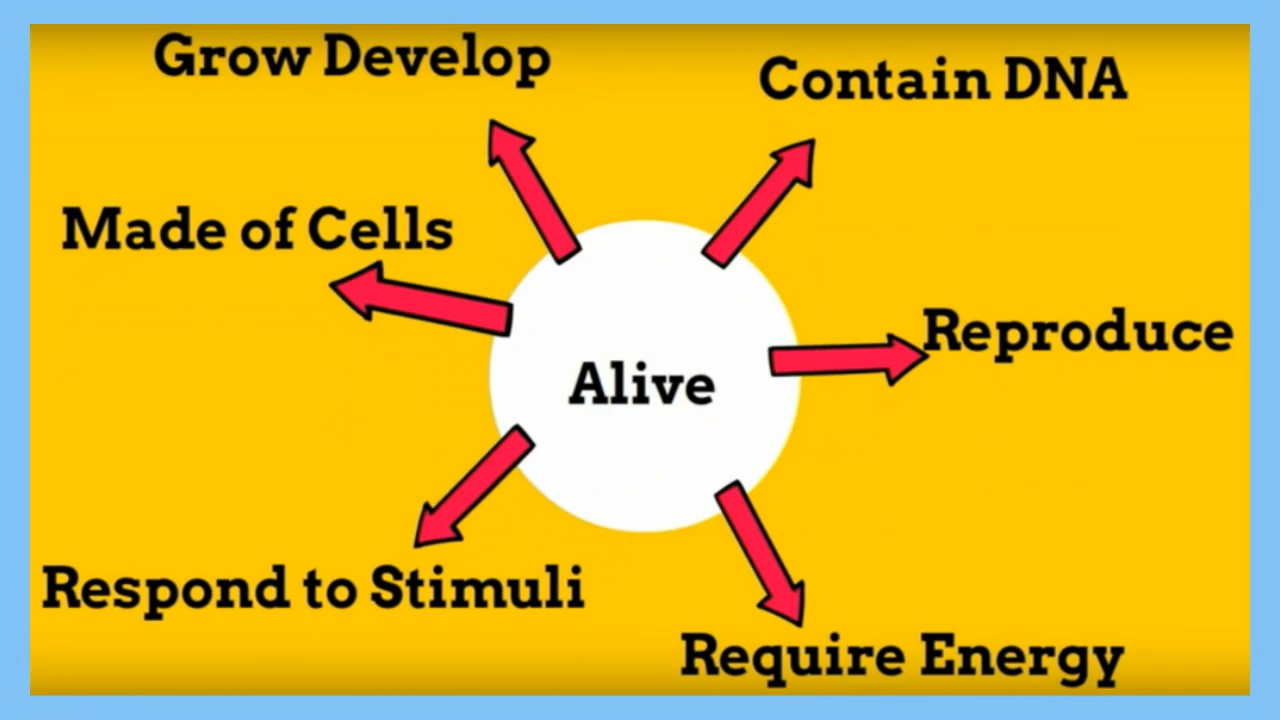 Grow Develop
Contain DNA
Made of Cells
Reproduce
Alive
Respond to Stimuli
Require Energy